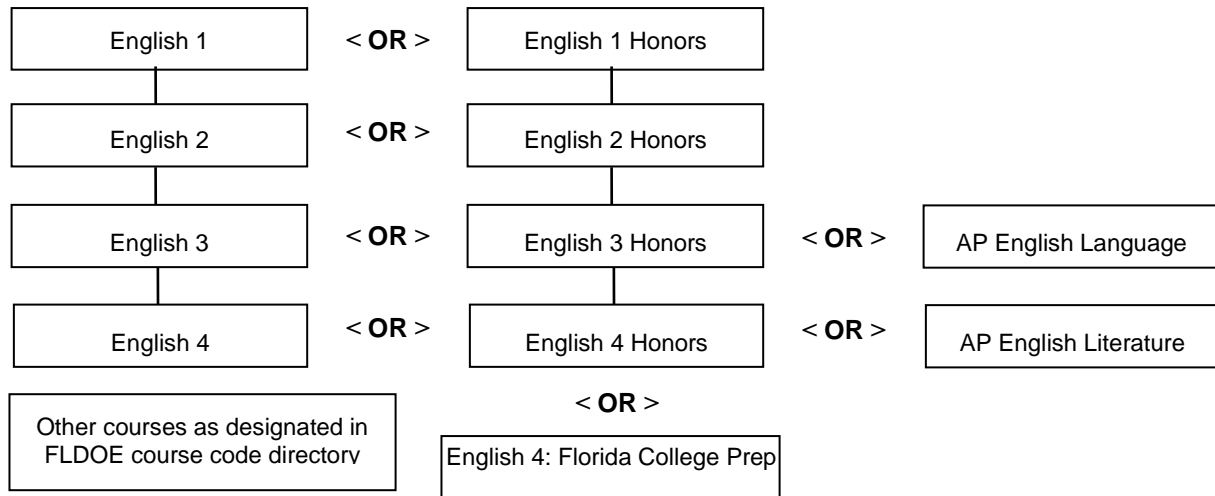 English 1 < OR > English 1 Honors
English 2 < OR > English 2 Honors
English 3 < OR > English 3 Honors < OR > AP English Language
English 4 < OR > English 4 Honors < OR > AP English Literature
< OR >
Other courses as designated in
FLDOE course code directory
English 4: Florida College Prep